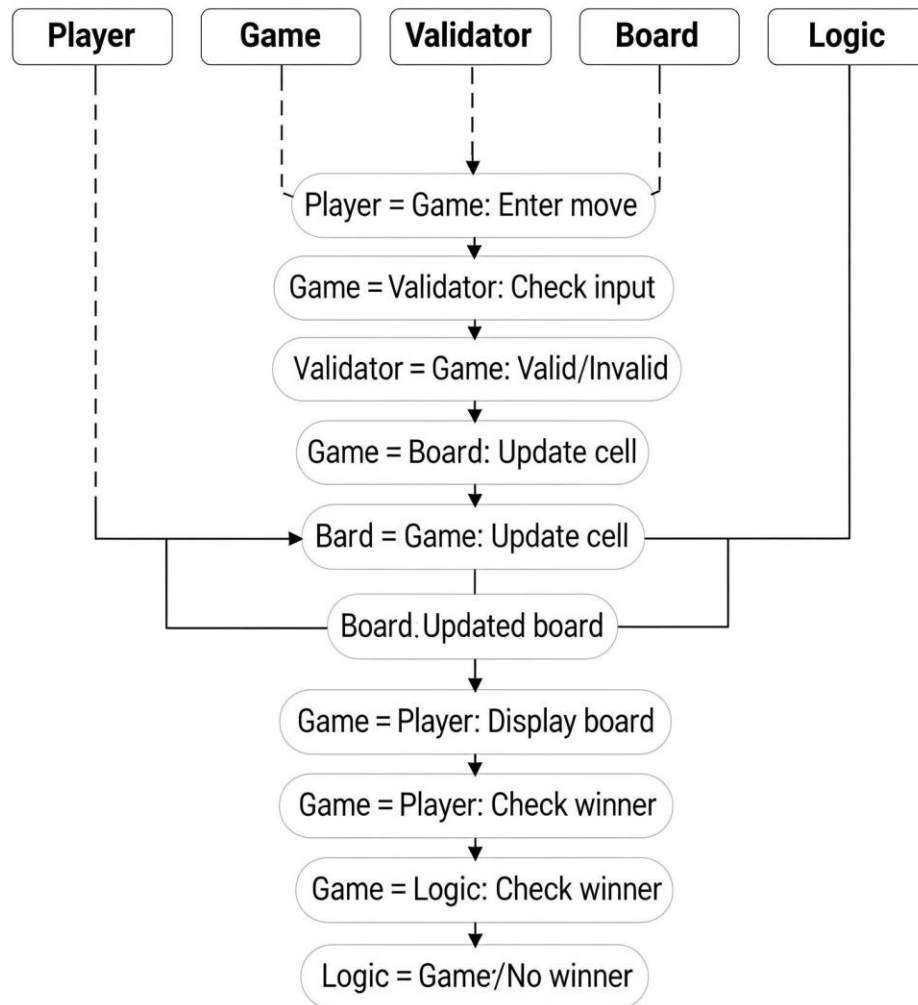 Player
Game
Validator
Board
Logic
Player = Game: Enter move
Game = Validator: Check input
Validator = Game: Valid/Invalid
Game = Board: Update cell
Bard = Game: Update cell
Board: Updated board
Game = Player: Display board
Game = Player: Check winner
Game = Logic: Check winner
Logic = Game:/No winner